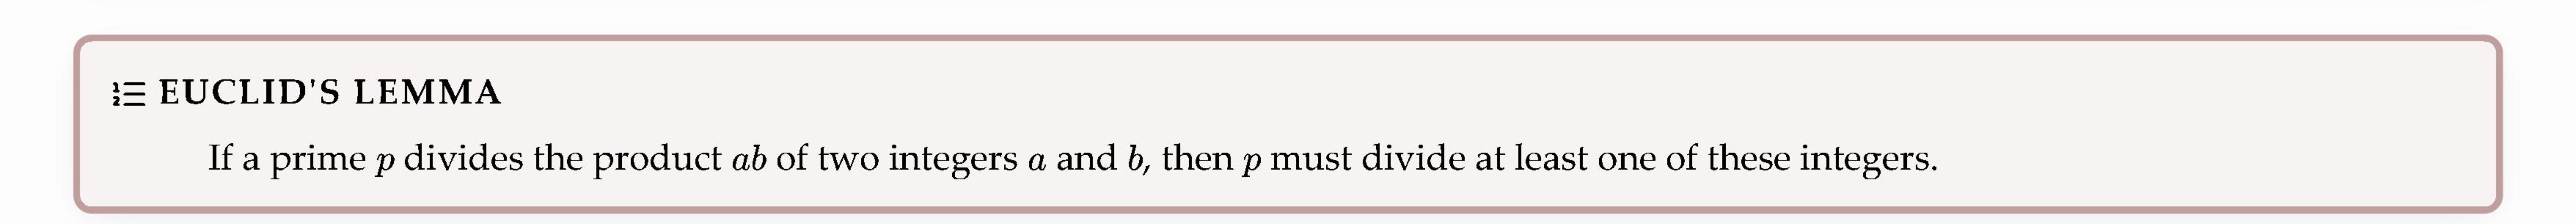 EUCLID'S LEMMA
If a prime p divides the product ab of two integers a and b, then p must divide at least one of these integers.